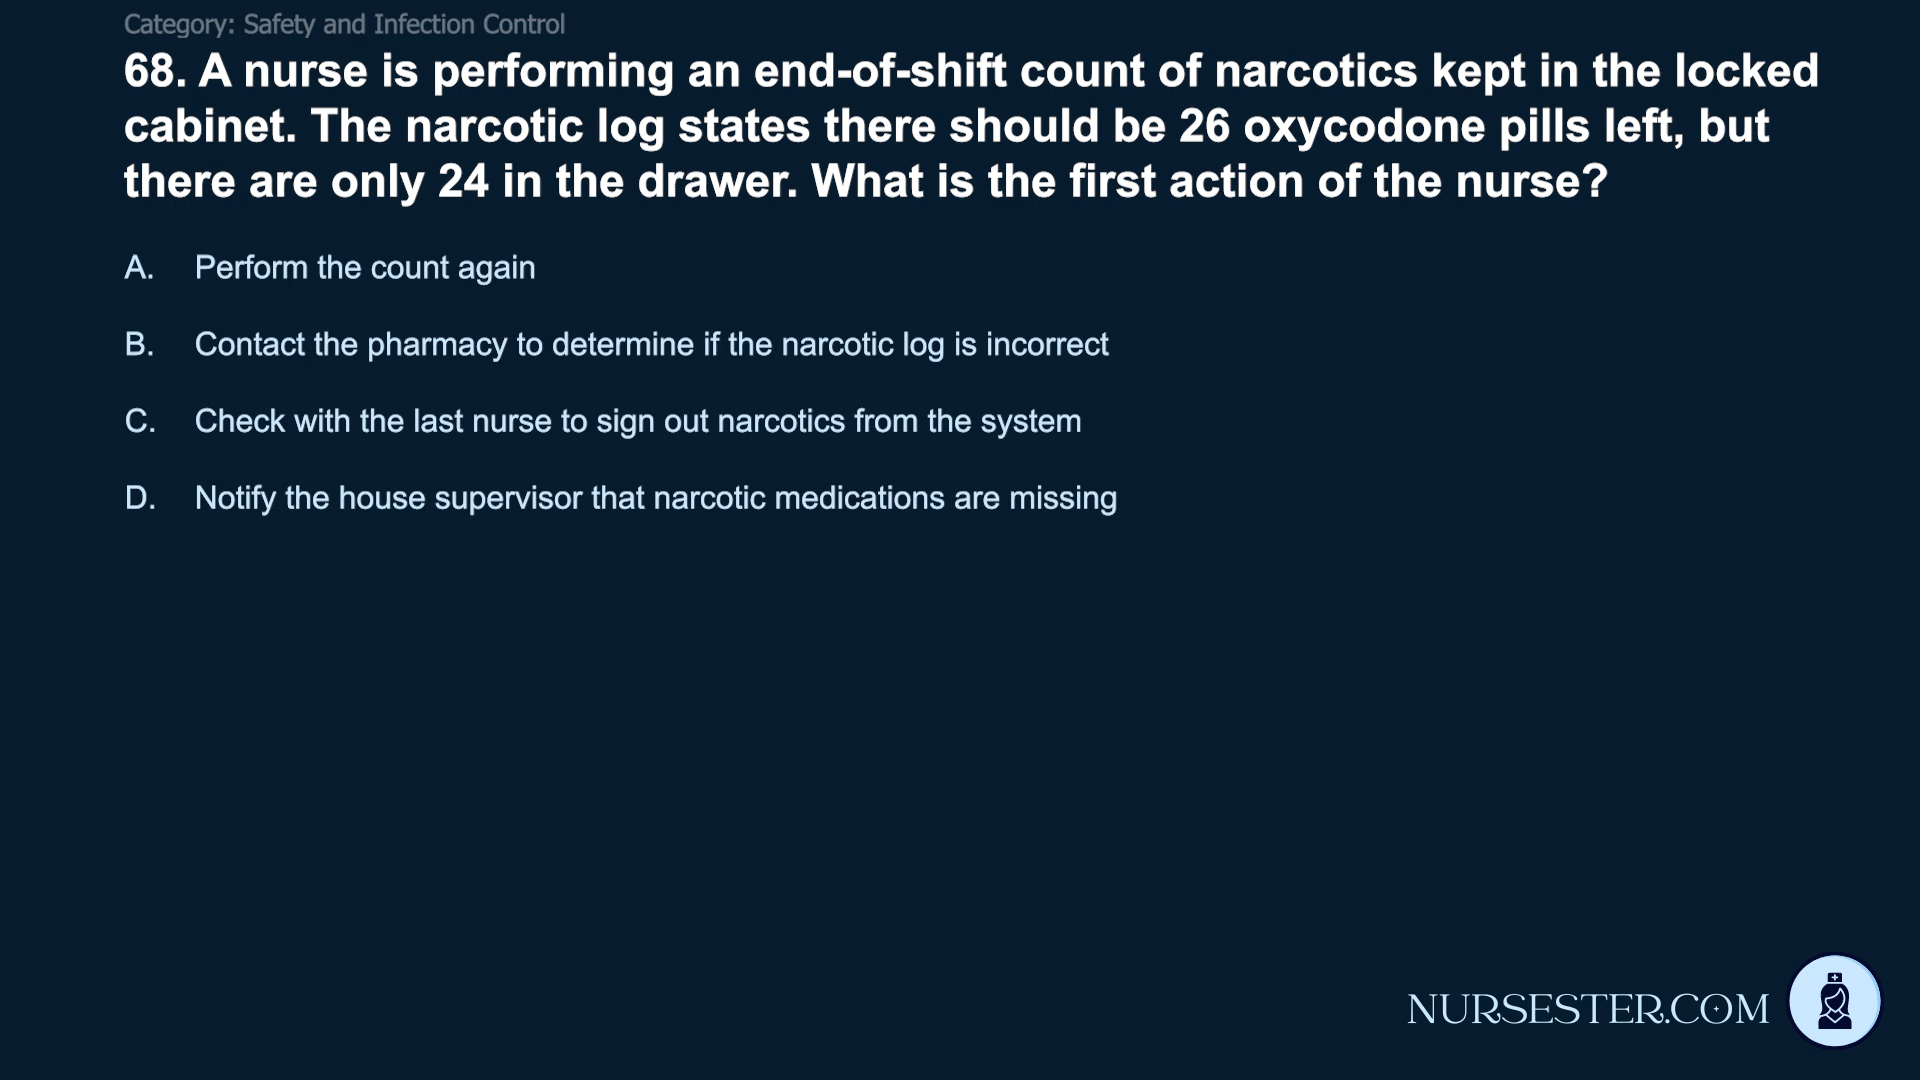 Category: Safety and Infection Control
68. A nurse is performing an end-of-shift count of narcotics kept in the locked
cabinet. The narcotic log states there should be 26 oxycodone pills left, but
there are only 24 in the drawer. What is the first action of the nurse?
A. Perform the count again
B. Contact the pharmacy to determine if the narcotic log is incorrect
C. Check with the last nurse to sign out narcotics from the system
D. Notify the house supervisor that narcotic medications are missing
NURSESTER.COM